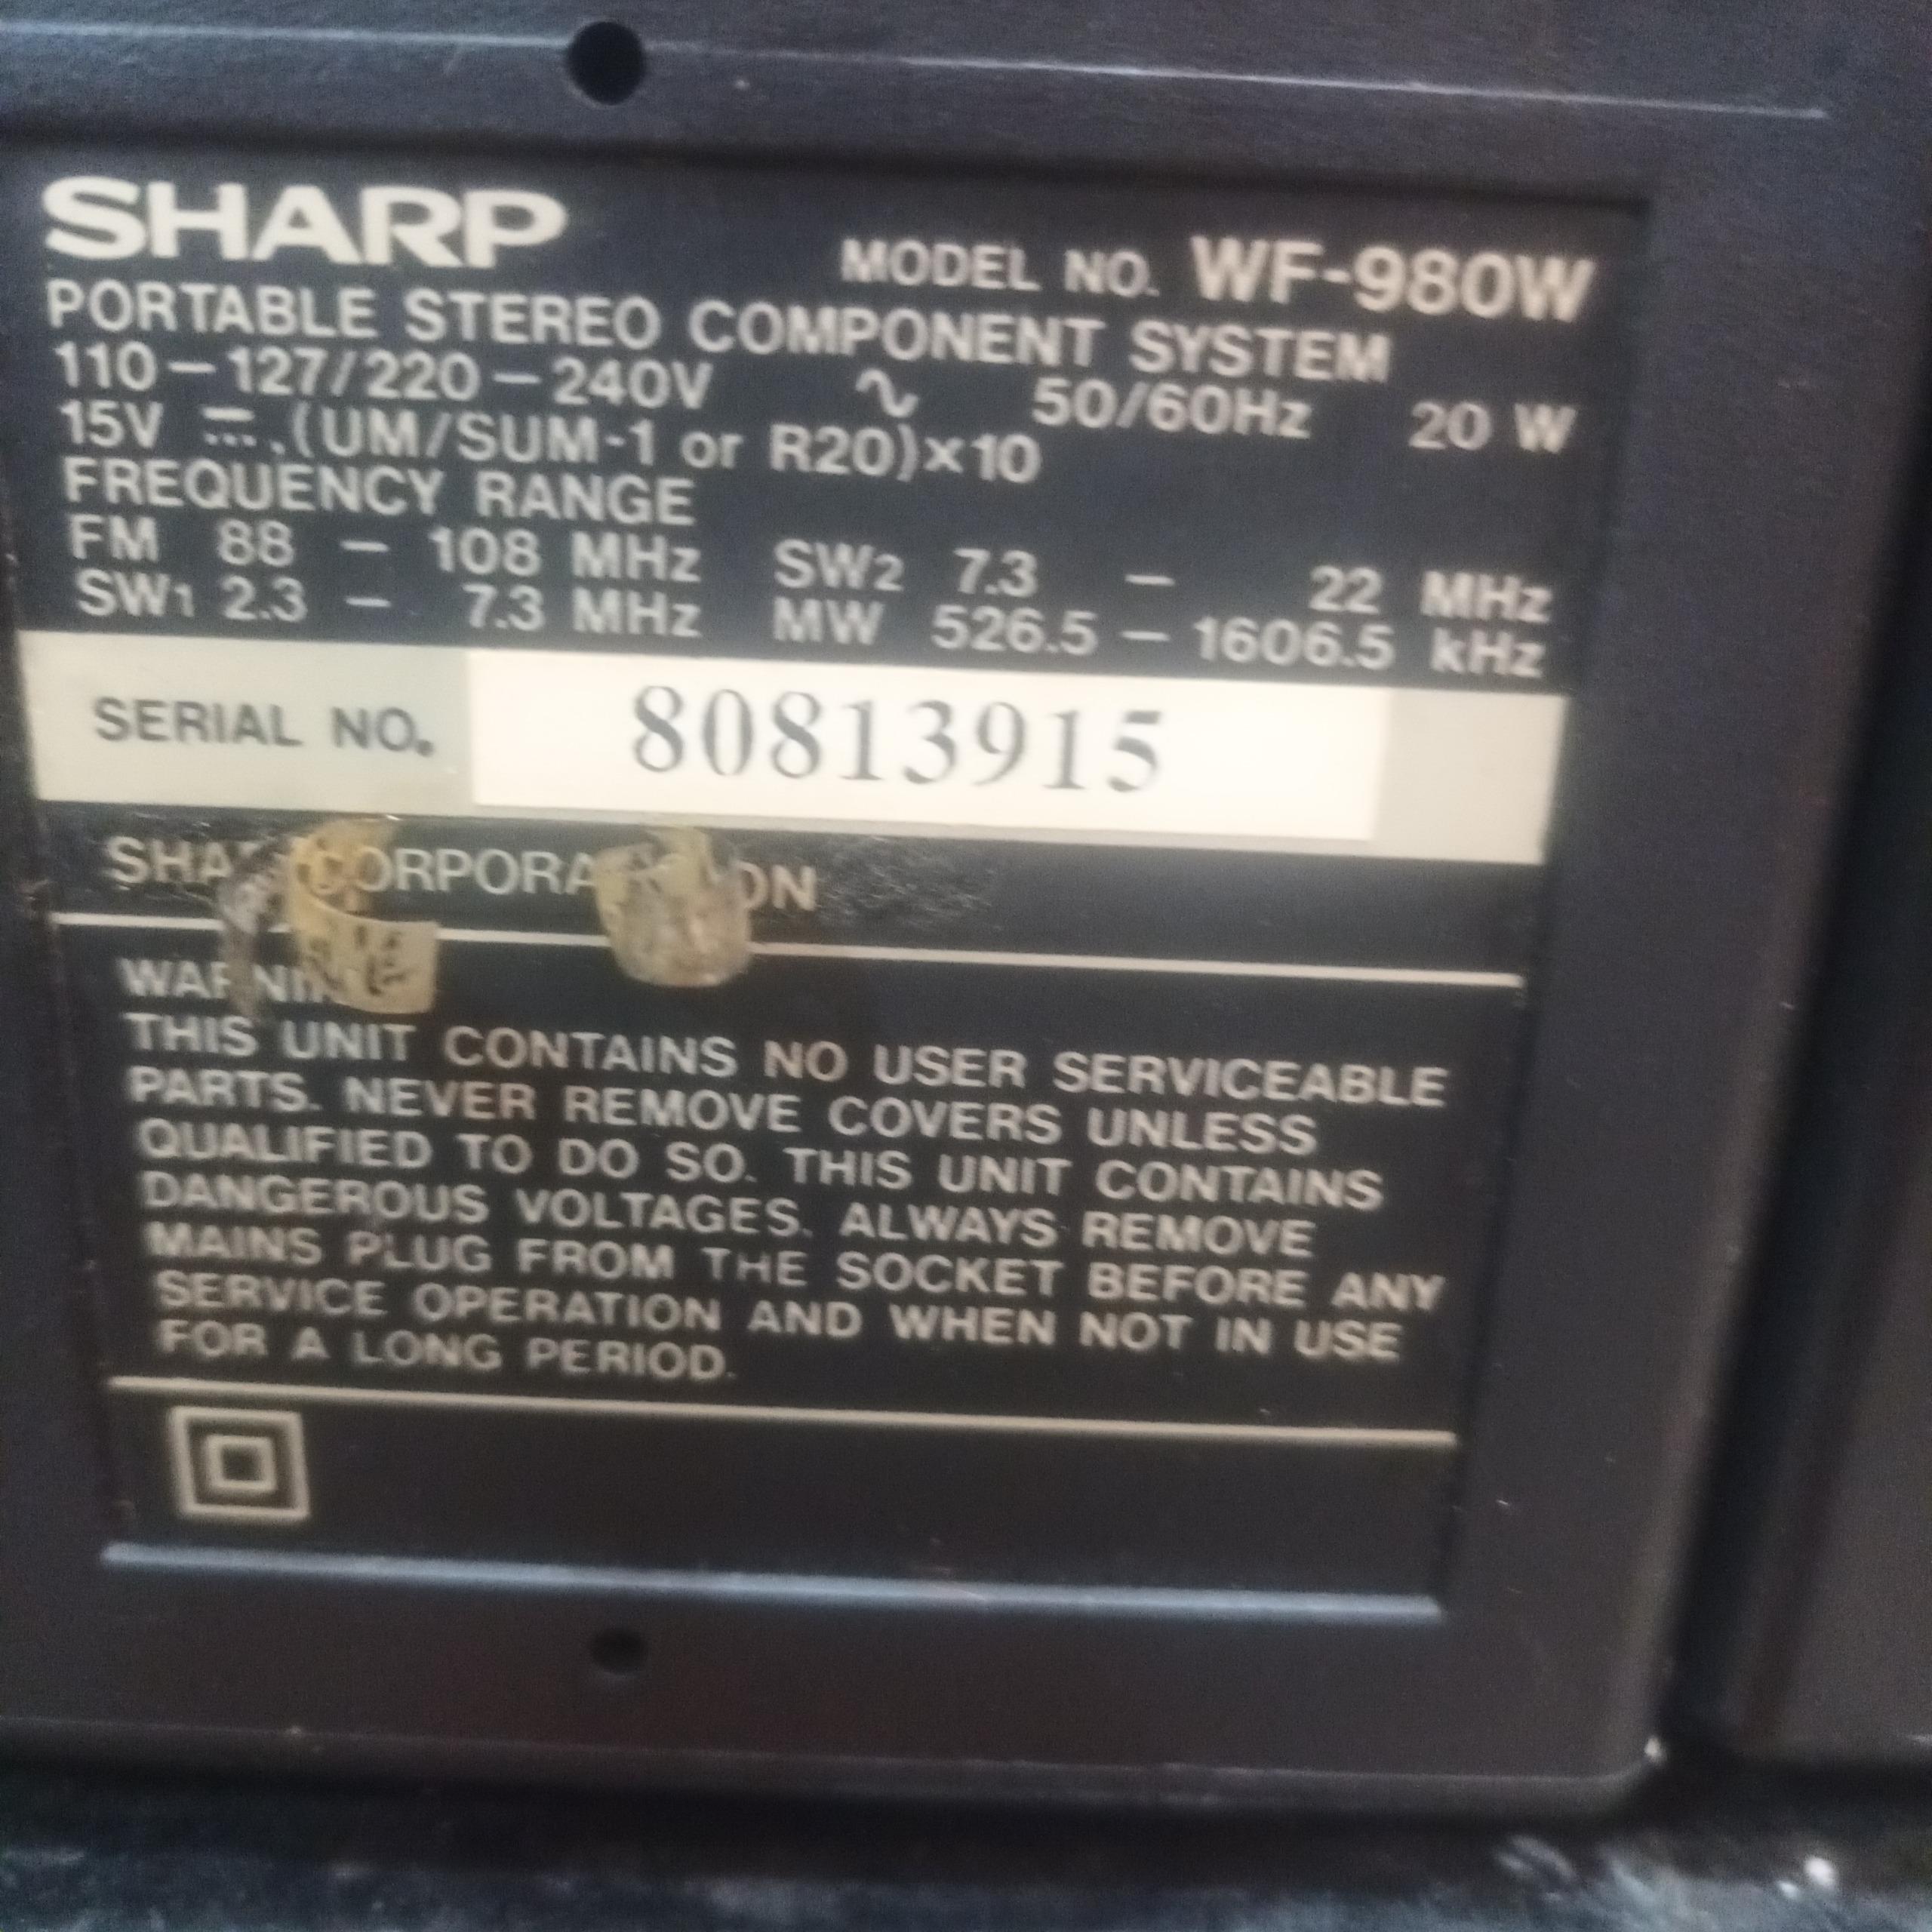 SHARP
MODEL NO. WF-980W
PORTABLE STEREO COMPONENT SYSTEM
110-127/220-240V ∿ 50/60Hz 20 W
15V ⎓.(UM/SUM-1 or R20)×10
FREQUENCY RANGE
FM 88 - 108 MHz SW2 7.3 - 22 MHz
SW1 2.3 - 7.3 MHz MW 526.5 - 1606.5 kHz
SERIAL NO. 80813915
SHARP CORPORATION
WARNING
THIS UNIT CONTAINS NO USER SERVICEABLE
PARTS. NEVER REMOVE COVERS UNLESS
QUALIFIED TO DO SO. THIS UNIT CONTAINS
DANGEROUS VOLTAGES. ALWAYS REMOVE
MAINS PLUG FROM THE SOCKET BEFORE ANY
SERVICE OPERATION AND WHEN NOT IN USE
FOR A LONG PERIOD.